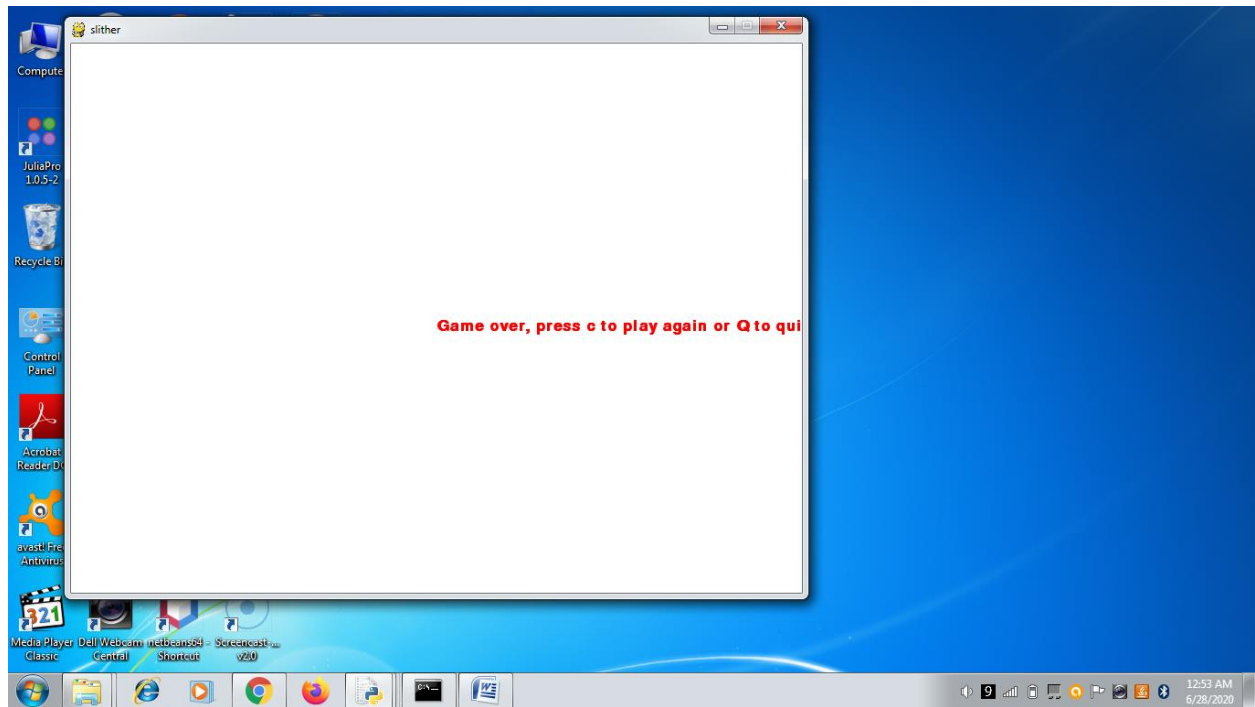 slither
Compute
JuliaPro
1.0.5-2
Recycle Bi
Control
Panel
Acrobat
Reader DC
avast! Fre
Antivirus
Game over, press c to play again or Q to qui
321
Media Player
Classic
Dell Webcam
Central
netbeans64 -
Shortcut
Screencast-...
v2.0
C:\_
W
9
12:53 AM
6/28/2020